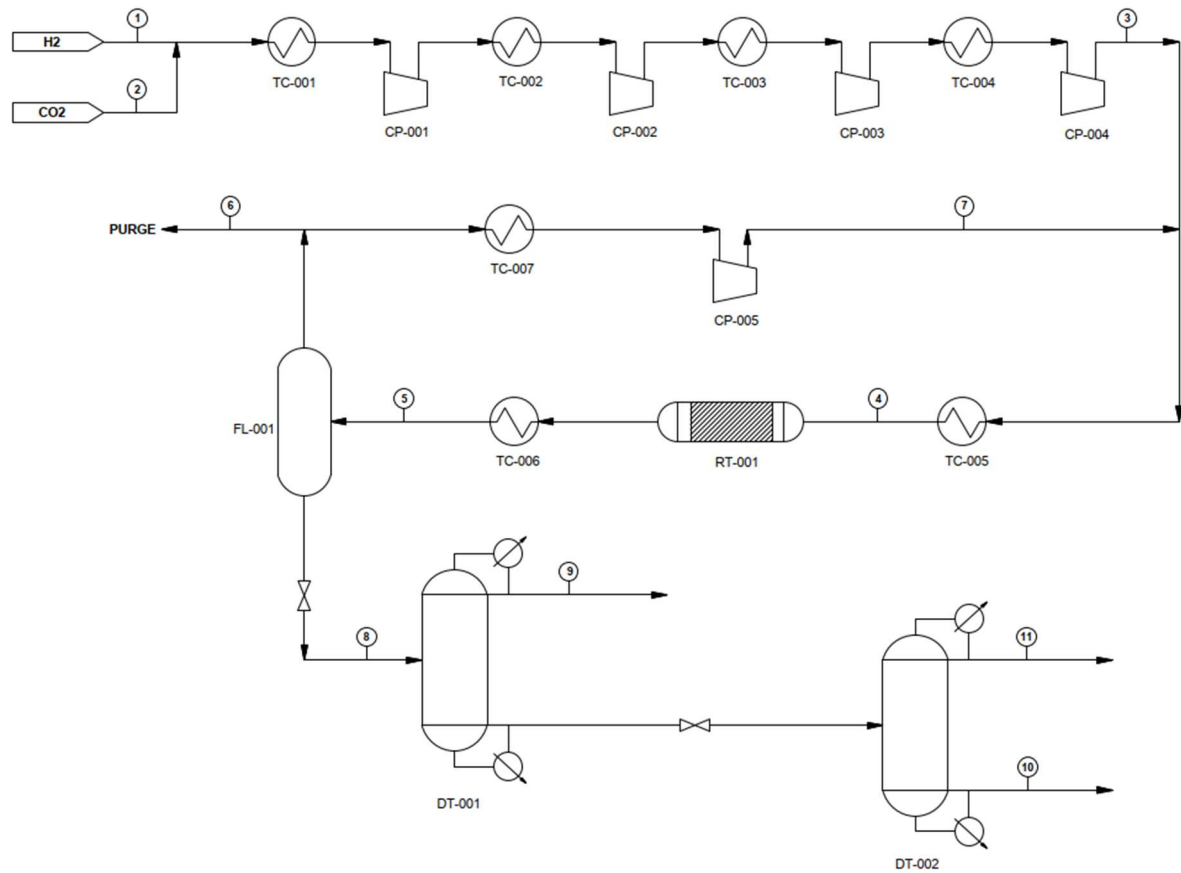 1
3
H2
TC-001
TC-002
TC-003
TC-004
2
CO2
CP-001
CP-002
CP-003
CP-004
6
7
PURGE
TC-007
CP-005
5
4
FL-001
TC-006
RT-001
TC-005
9
8
11
10
DT-001
DT-002